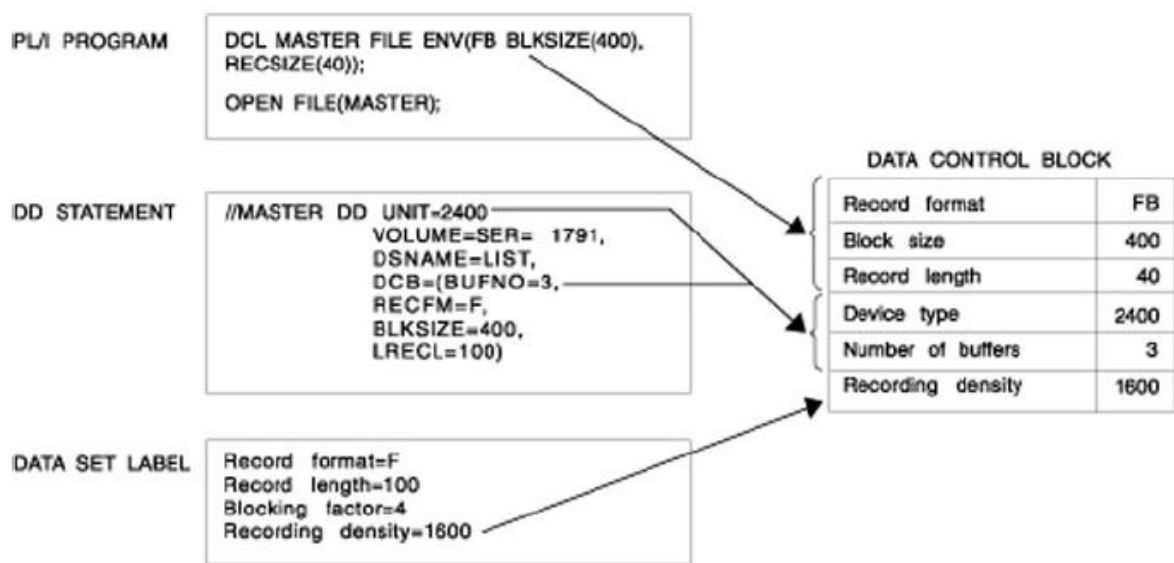 PL/I PROGRAM
DCL MASTER FILE ENV(FB BLKSIZE(400),
RECSIZE(40));
OPEN FILE(MASTER);
DD STATEMENT
//MASTER DD UNIT=2400
VOLUME=SER= 1791,
DSNAME=LIST,
DCB=(BUFNO=3,
RECFM=F,
BLKSIZE=400,
LRECL=100)
DATA SET LABEL
Record format=F
Record length=100
Blocking factor=4
Recording density=1600
DATA CONTROL BLOCK
Record format FB
Block size 400
Record length 40
Device type 2400
Number of buffers 3
Recording density 1600